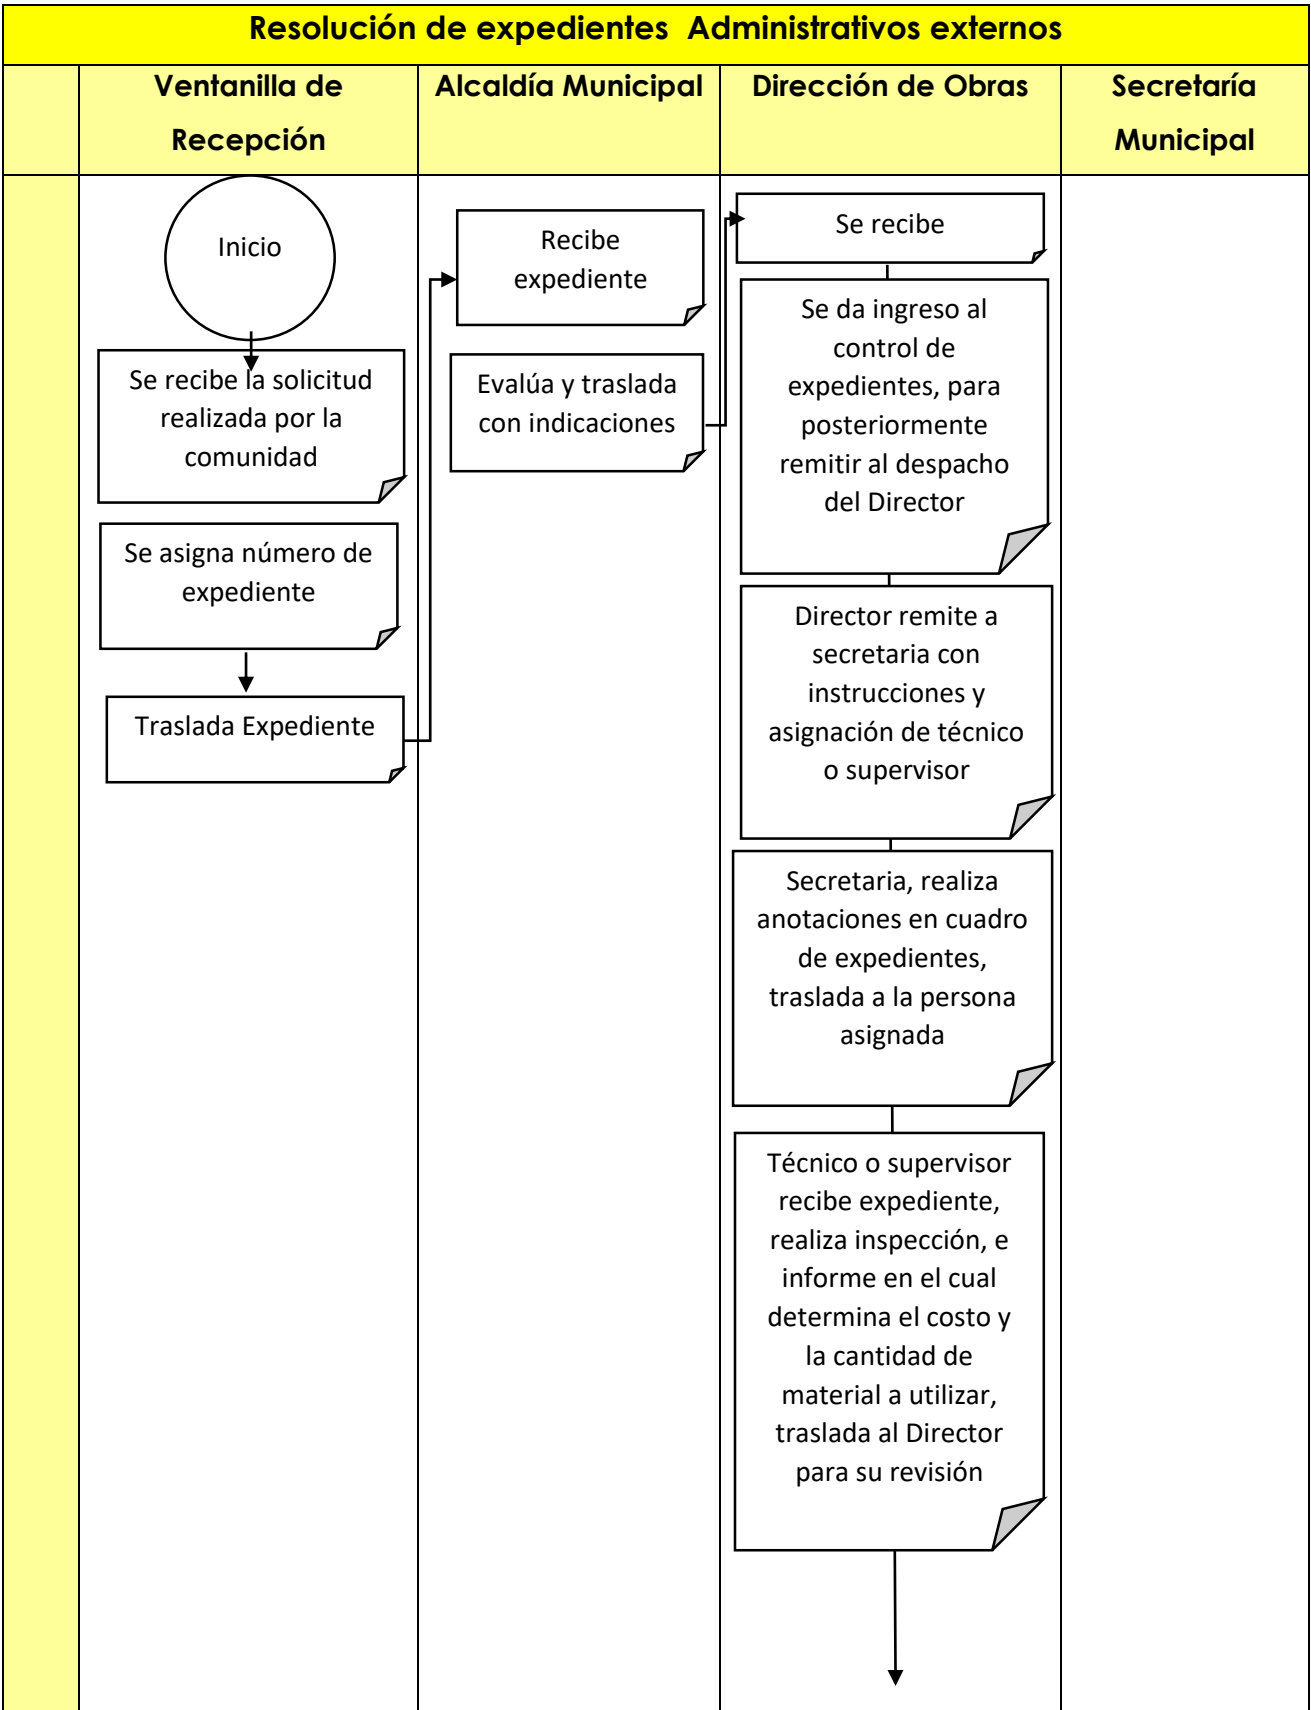 Resolución de expedientes  Administrativos externos
Ventanilla de
Recepción
Alcaldía Municipal
Dirección de Obras
Secretaría
Municipal
Inicio
Se recibe la solicitud
realizada por la
comunidad
Se asigna número de
expediente
Traslada Expediente
Recibe
expediente
Evalúa y traslada
con indicaciones
Se recibe
Se da ingreso al
control de
expedientes, para
posteriormente
remitir al despacho
del Director
Director remite a
secretaria con
instrucciones y
asignación de técnico
o supervisor
Secretaria, realiza
anotaciones en cuadro
de expedientes,
traslada a la persona
asignada
Técnico o supervisor
recibe expediente,
realiza inspección, e
informe en el cual
determina el costo y
la cantidad de
material a utilizar,
traslada al Director
para su revisión